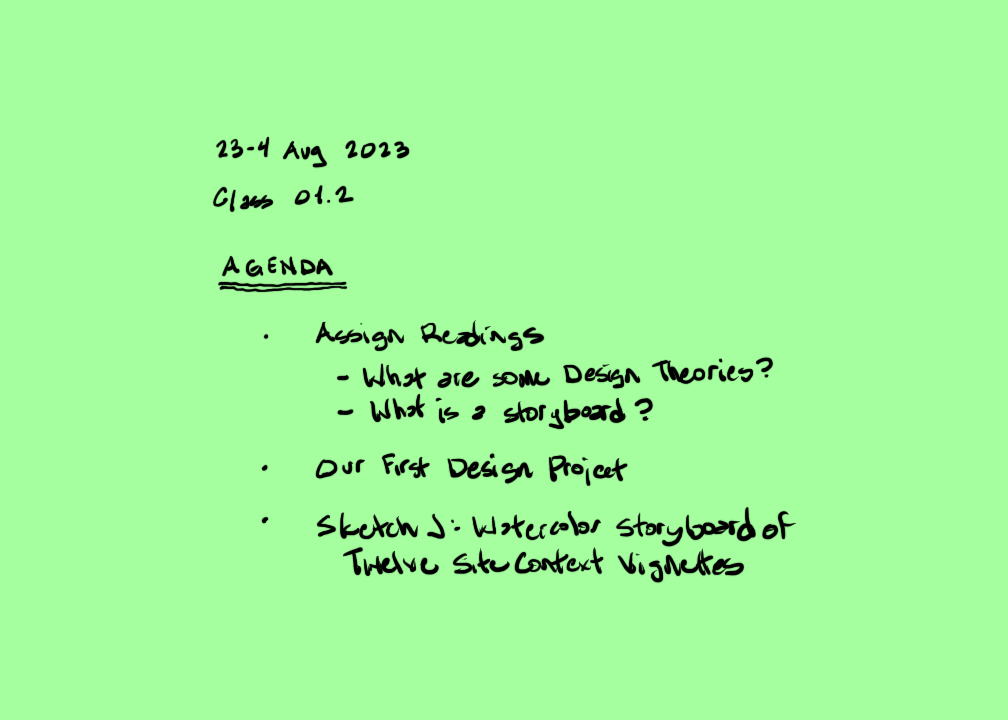 23-4 Aug 2023
Class 01.2
AGENDA
· Assign Readings
- What are some Design Theories?
- What is a storyboard?
· Our First Design Project
· Sketch J: Watercolor Storyboard of
Twelve Site Context Vignettes